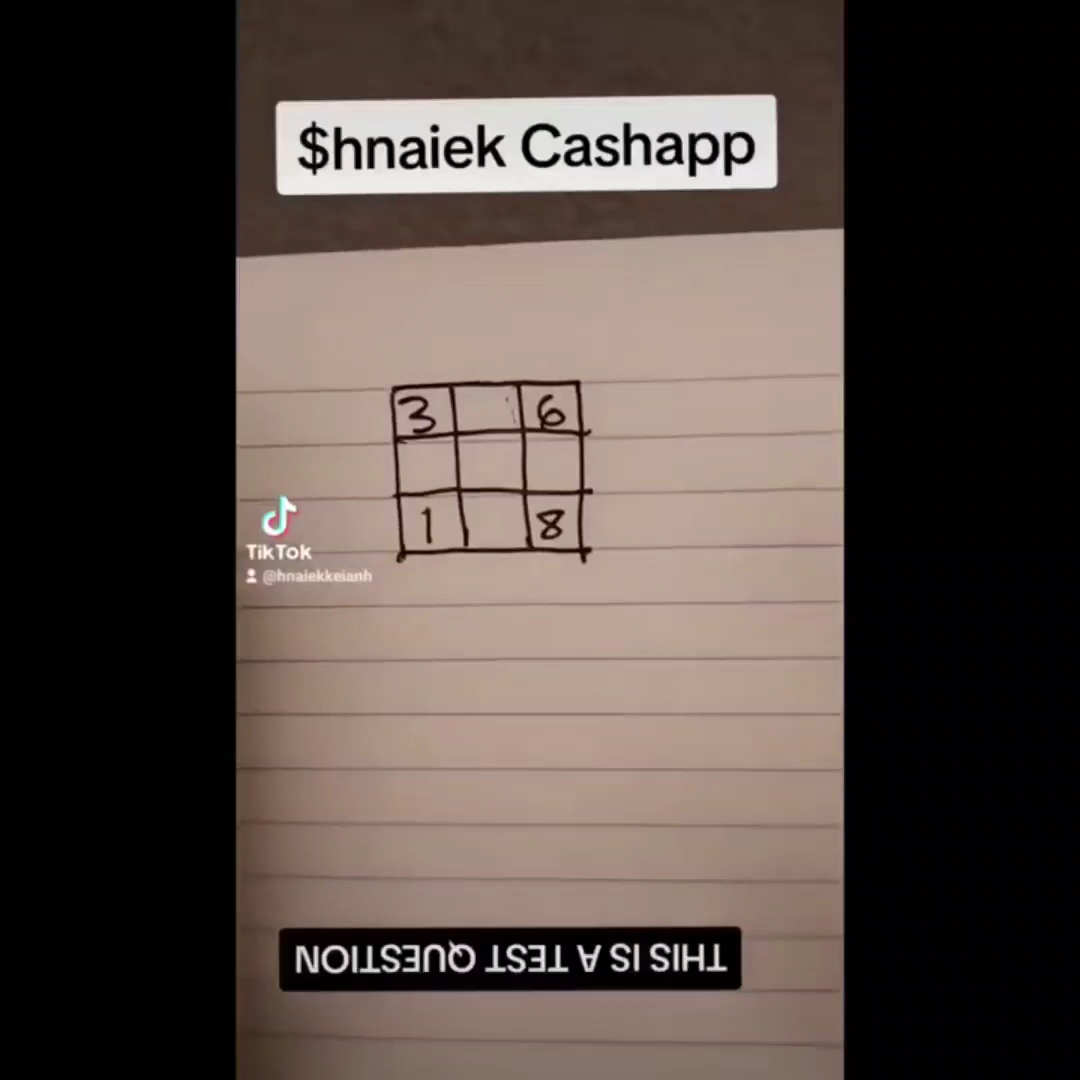 $hnaiek Cashapp
3 6
1 8
TikTok
@hnaiekkeianh
THIS IS A TEST QUESTION